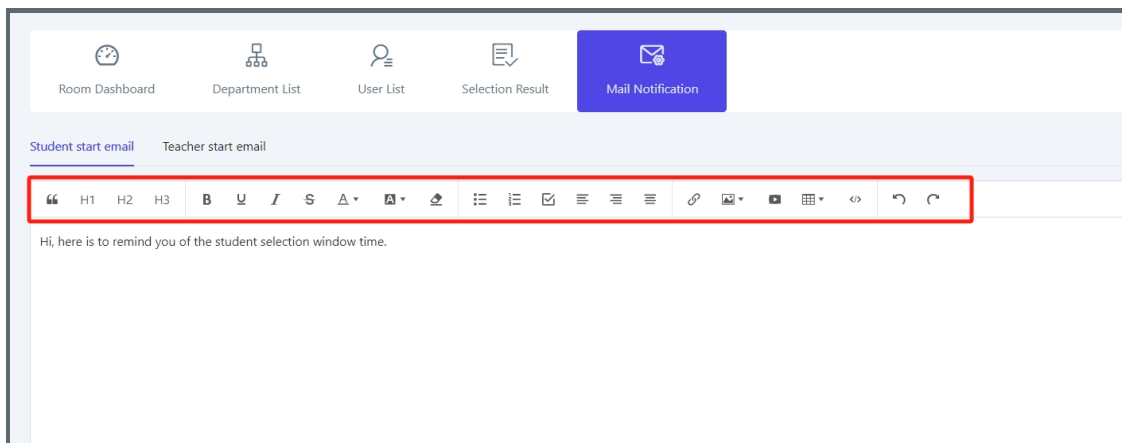 Room Dashboard
Department List
User List
Selection Result
Mail Notification
Student start email
Teacher start email
H1 H2 H3 B U I S A A
Hi, here is to remind you of the student selection window time.